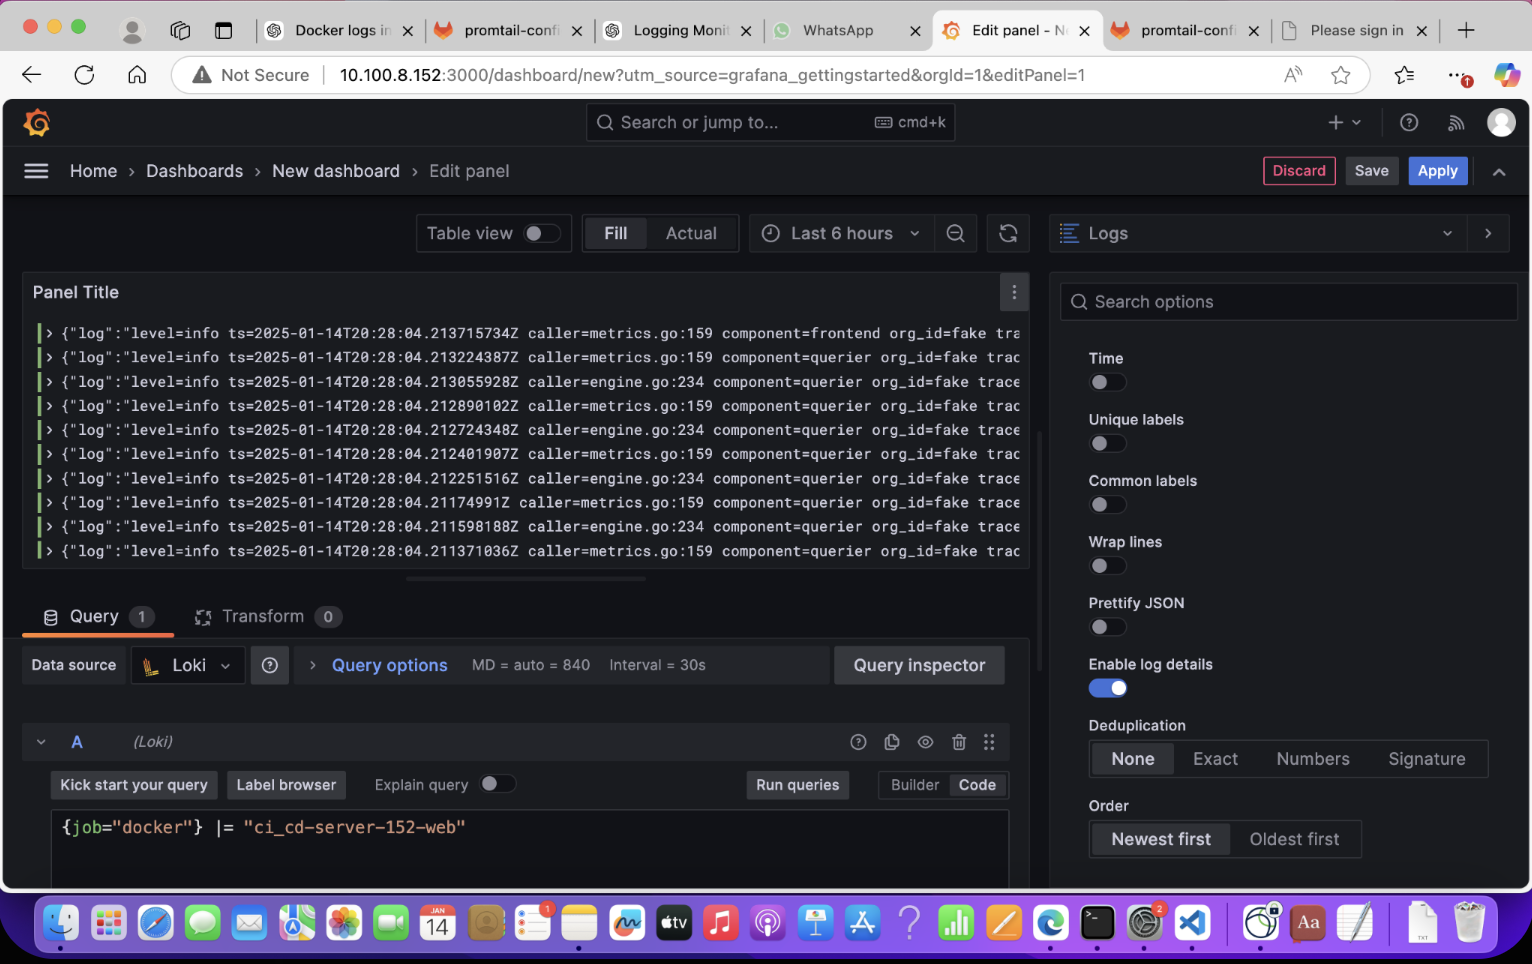 Docker logs in
promtail-confi
Logging Monit
WhatsApp
Edit panel - N
promtail-confi
Please sign in
Not Secure
10.100.8.152:3000/dashboard/new?utm_source=grafana_gettingstarted&orgId=1&editPanel=1
Search or jump to...
cmd+k
Home › Dashboards › New dashboard › Edit panel
Discard
Save
Apply
Table view
Fill
Actual
Last 6 hours
Logs
Panel Title
Search options
{"log":"level=info ts=2025-01-14T20:28:04.213715734Z caller=metrics.go:159 component=frontend org_id=fake tra
{"log":"level=info ts=2025-01-14T20:28:04.213224387Z caller=metrics.go:159 component=querier org_id=fake trac
{"log":"level=info ts=2025-01-14T20:28:04.213055928Z caller=engine.go:234 component=querier org_id=fake trace
{"log":"level=info ts=2025-01-14T20:28:04.212890102Z caller=metrics.go:159 component=querier org_id=fake trac
{"log":"level=info ts=2025-01-14T20:28:04.212724348Z caller=engine.go:234 component=querier org_id=fake trace
{"log":"level=info ts=2025-01-14T20:28:04.212401907Z caller=metrics.go:159 component=querier org_id=fake trac
{"log":"level=info ts=2025-01-14T20:28:04.212251516Z caller=engine.go:234 component=querier org_id=fake trace
{"log":"level=info ts=2025-01-14T20:28:04.21174991Z caller=metrics.go:159 component=querier org_id=fake trace
{"log":"level=info ts=2025-01-14T20:28:04.211598188Z caller=engine.go:234 component=querier org_id=fake trace
{"log":"level=info ts=2025-01-14T20:28:04.211371036Z caller=metrics.go:159 component=querier org_id=fake trac
Time
Unique labels
Common labels
Wrap lines
Prettify JSON
Enable log details
Deduplication
None
Exact
Numbers
Signature
Order
Newest first
Oldest first
Query 1
Transform 0
Data source
Loki
Query options
MD = auto = 840
Interval = 30s
Query inspector
A
(Loki)
Kick start your query
Label browser
Explain query
Run queries
Builder
Code
{job="docker"} |= "ci_cd-server-152-web"
JAN
14
1
tv
2
Aa
TXT